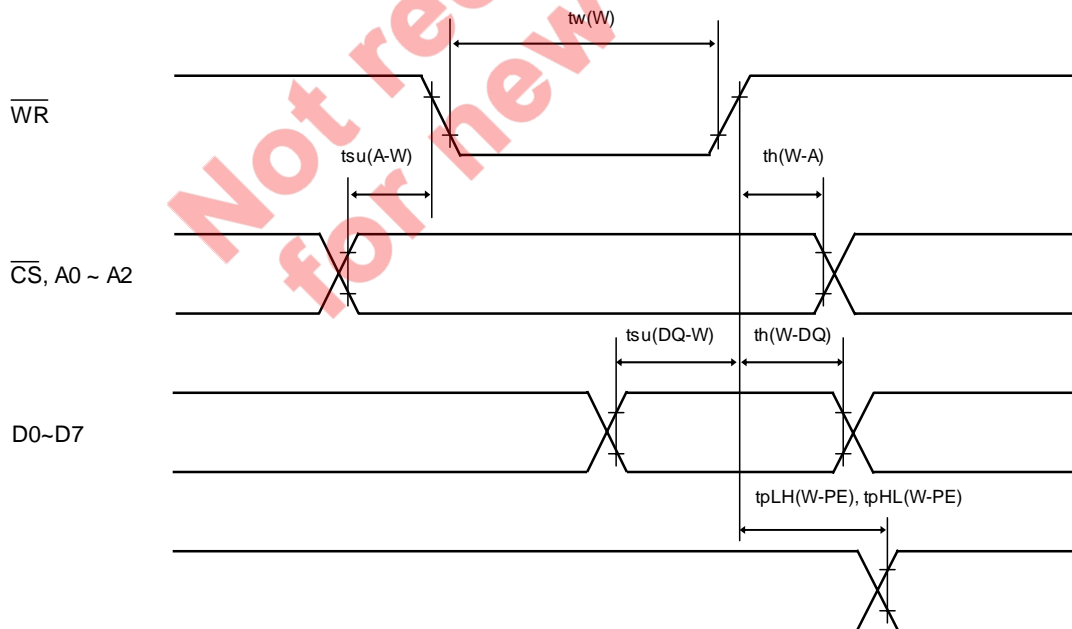 tw(W)
WR
tsu(A-W)
th(W-A)
CS, A0 ~ A2
tsu(DQ-W)
th(W-DQ)
D0~D7
tpLH(W-PE), tpHL(W-PE)
Not
for new